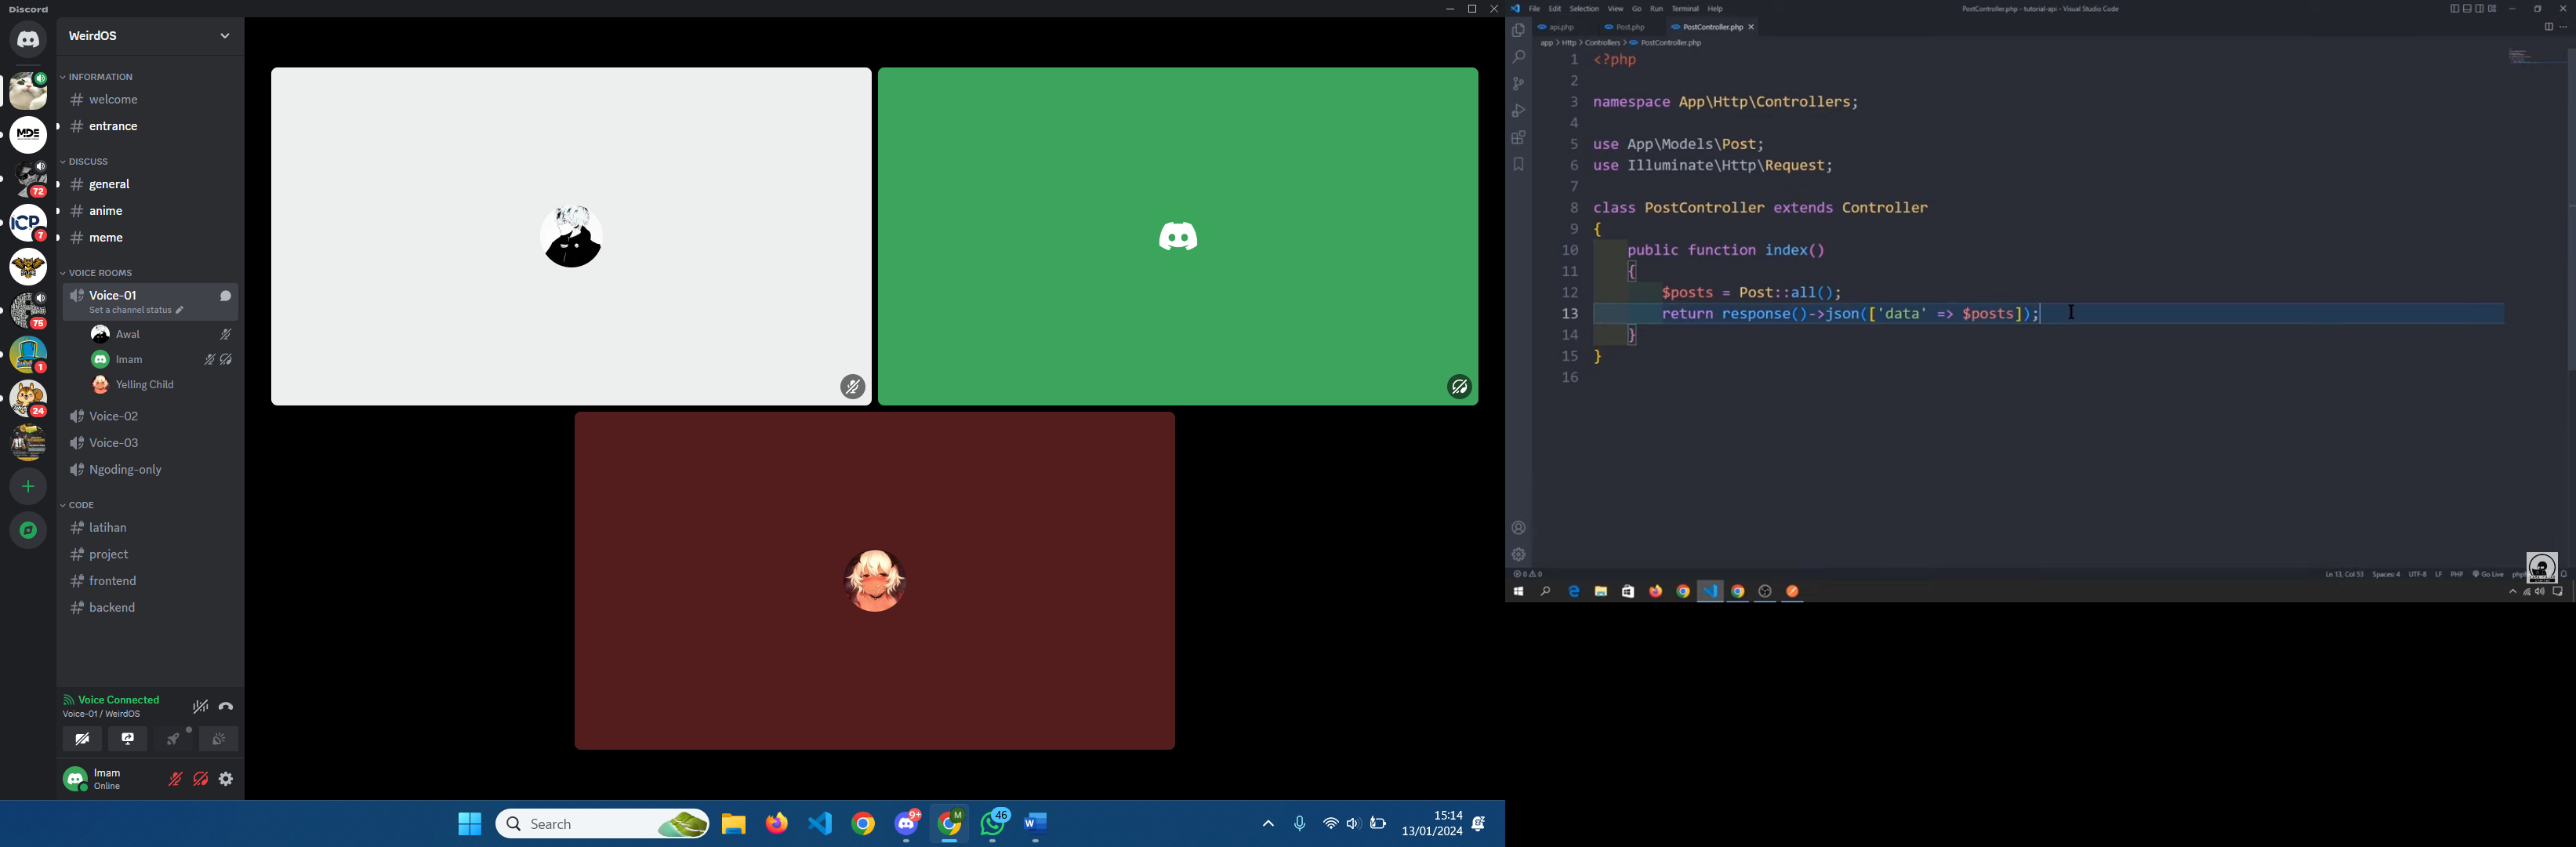 Discord
WeirdOS
INFORMATION
# welcome
# entrance
MDE
DISCUSS
# general
72
# anime
ICP
7
# meme
VOICE ROOMS
Voice-01
Set a channel status
75
Awal
Imam
1
Yelling Child
24
Voice-02
Voice-03
Ngoding-only
CODE
latihan
project
frontend
backend
Voice Connected
Voice-01 / WeirdOS
Imam
Online
Search
9+
M
46
W
15:14
13/01/2024
File Edit Selection View Go Run Terminal Help
PostController.php - tutorial-api - Visual Studio Code
api.php Post.php PostController.php
app > Http > Controllers > PostController.php
1 <?php
2
3 namespace App\Http\Controllers;
4
5 use App\Models\Post;
6 use Illuminate\Http\Request;
7
8 class PostController extends Controller
9 {
10 public function index()
11 {
12 $posts = Post::all();
13 return response()->json(['data' => $posts]);
14 }
15 }
16
0 0
Ln 13, Col 53 Spaces: 4 UTF-8 LF PHP Go Live